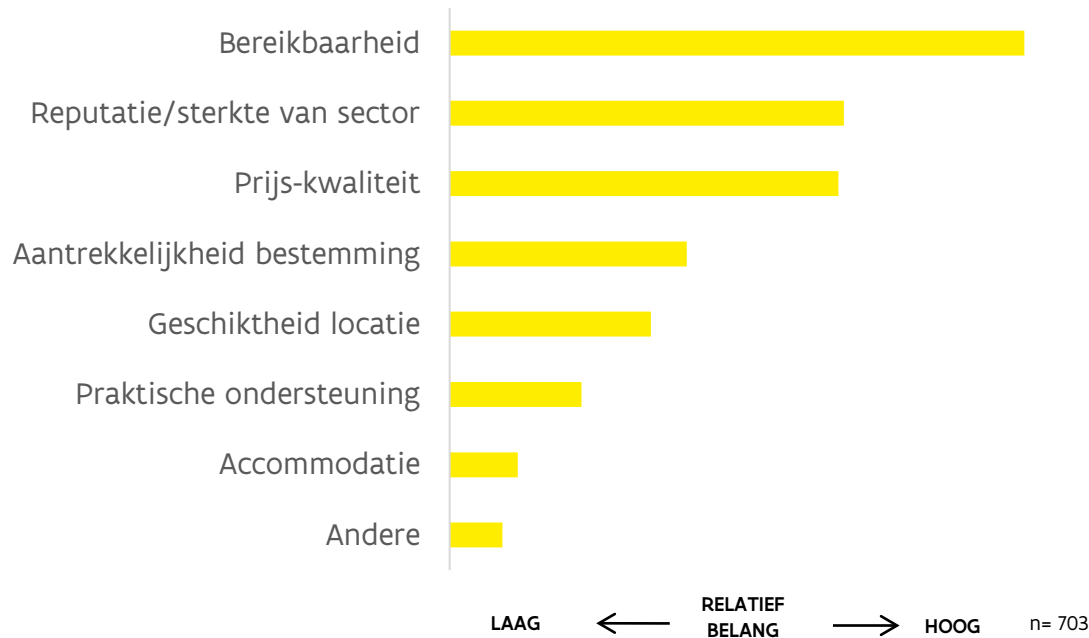 Bereikbaarheid
Reputatie/sterkte van sector
Prijs-kwaliteit
Aantrekkelijkheid bestemming
Geschiktheid locatie
Praktische ondersteuning
Accommodatie
Andere
LAAG
RELATIEF
BELANG
HOOG
n= 703